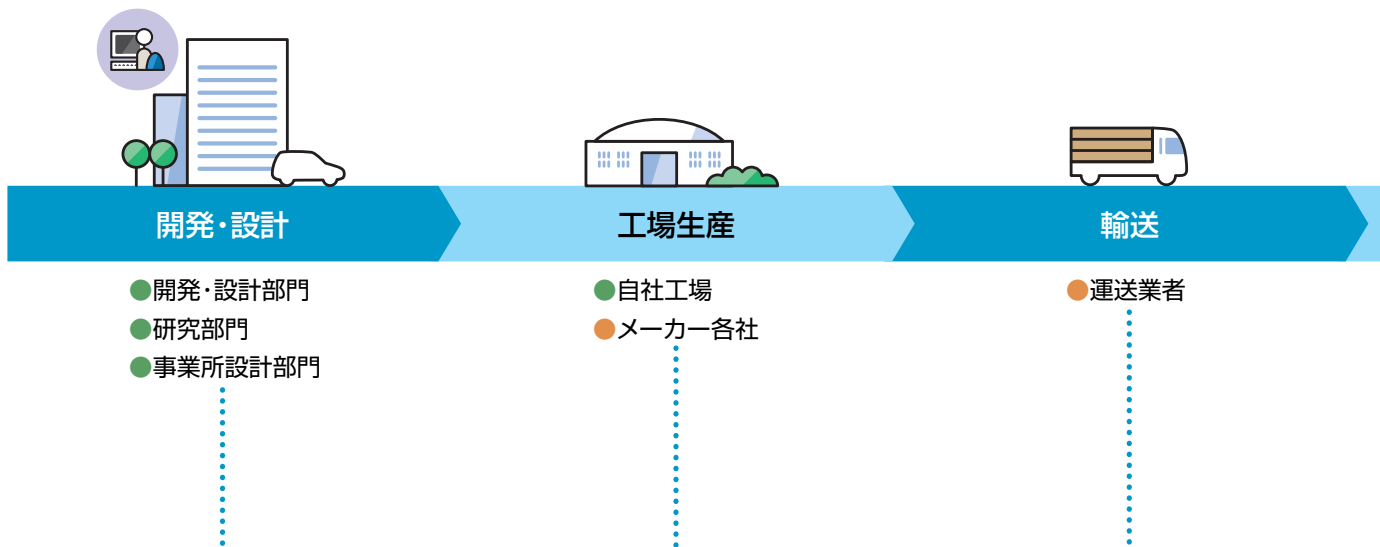 開発・設計
工場生産
輸送
●開発・設計部門
●研究部門
●事業所設計部門
●自社工場
●メーカー各社
●運送業者